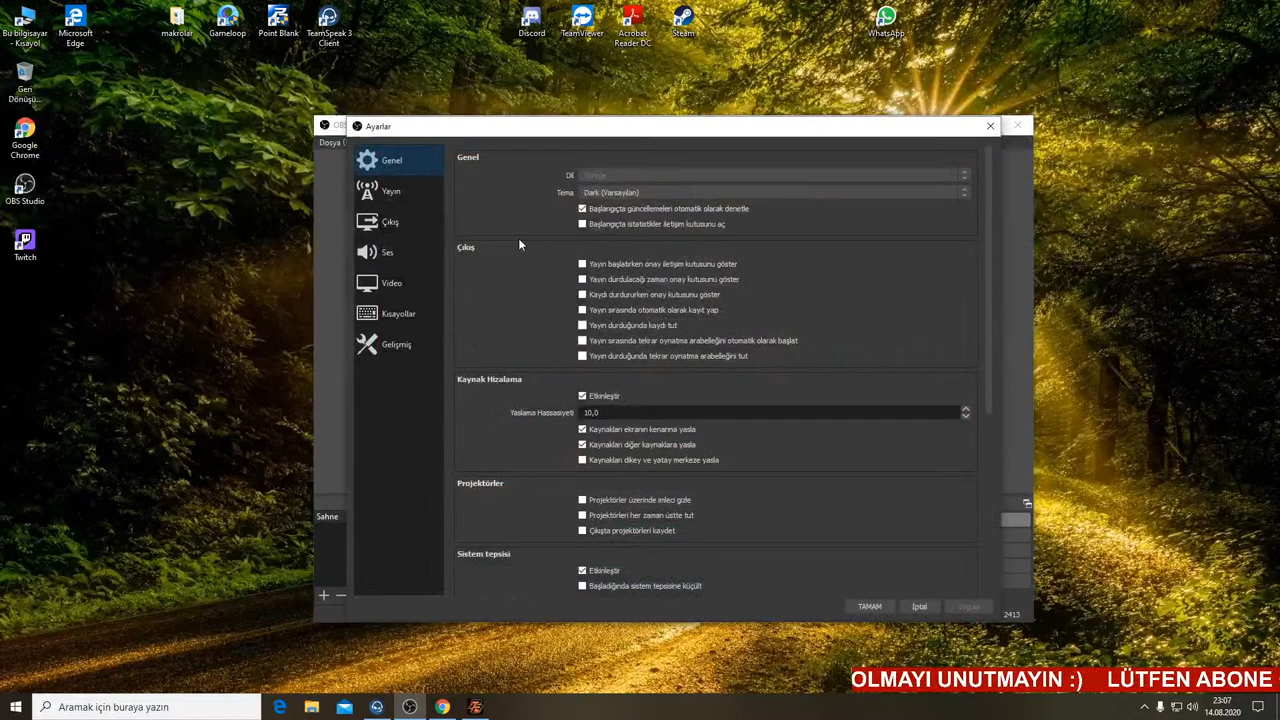 Bu bilgisayar - Kısayol
Microsoft Edge
makrolar
Gameloop
Point Blank
TeamSpeak 3 Client
Discord
TeamViewer
Acrobat Reader DC
Steam
WhatsApp
Geri Dönüşü...
Google Chrome
OBS Studio
Twitch
OBS
Dosya (
Ayarlar
Genel
Yayın
Çıkış
Ses
Video
Kısayollar
Gelişmiş
Genel
Dil Türkçe
Tema Dark (Varsayılan)
Başlangıçta güncellemeleri otomatik olarak denetle
Başlangıçta istatistikler iletişim kutusunu aç
Çıkış
Yayın başlatırken onay iletişim kutusunu göster
Yayın durdulacağı zaman onay kutusunu göster
Kaydı durdururken onay kutusunu göster
Yayın sırasında otomatik olarak kayıt yap
Yayın durduğunda kaydı tut
Yayın sırasında tekrar oynatma arabelleğini otomatik olarak başlat
Yayın durduğunda tekrar oynatma arabelleğini tut
Kaynak Hizalama
Etkinleştir
Yaslama Hassasiyeti 10,0
Kaynakları ekranın kenarına yasla
Kaynakları diğer kaynaklara yasla
Kaynakları dikey ve yatay merkeze yasla
Projektörler
Projektörler üzerinde imleci gizle
Projektörleri her zaman üstte tut
Çıkışta projektörleri kaydet
Sistem tepsisi
Etkinleştir
Başladığında sistem tepsisine küçült
TAMAM İptal Uygula
Sahne
2413
OLMAYI UNUTMAYIN :) LÜTFEN ABONE
Aramak için buraya yazın
23:07
14.08.2020